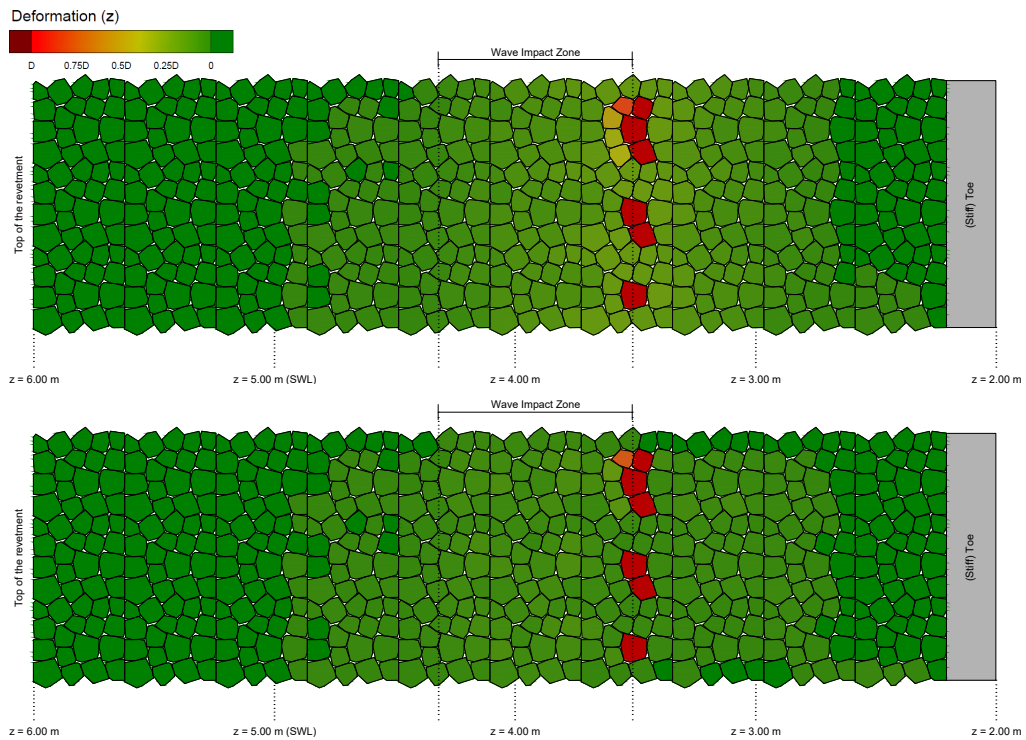 Deformation (z)
D 0.75D 0.5D 0.25D 0
Wave Impact Zone
Top of the revetment
(Stiff) Toe
z = 6.00 m z = 5.00 m (SWL) z = 4.00 m z = 3.00 m z = 2.00 m
Wave Impact Zone
Top of the revetment
(Stiff) Toe
z = 6.00 m z = 5.00 m (SWL) z = 4.00 m z = 3.00 m z = 2.00 m